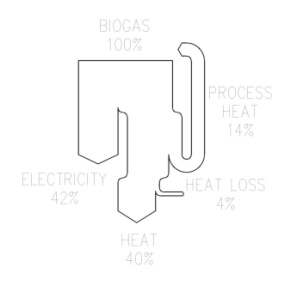 BIOGAS
100%
PROCESS
HEAT
14%
ELECTRICITY
42%
HEAT LOSS
4%
HEAT
40%